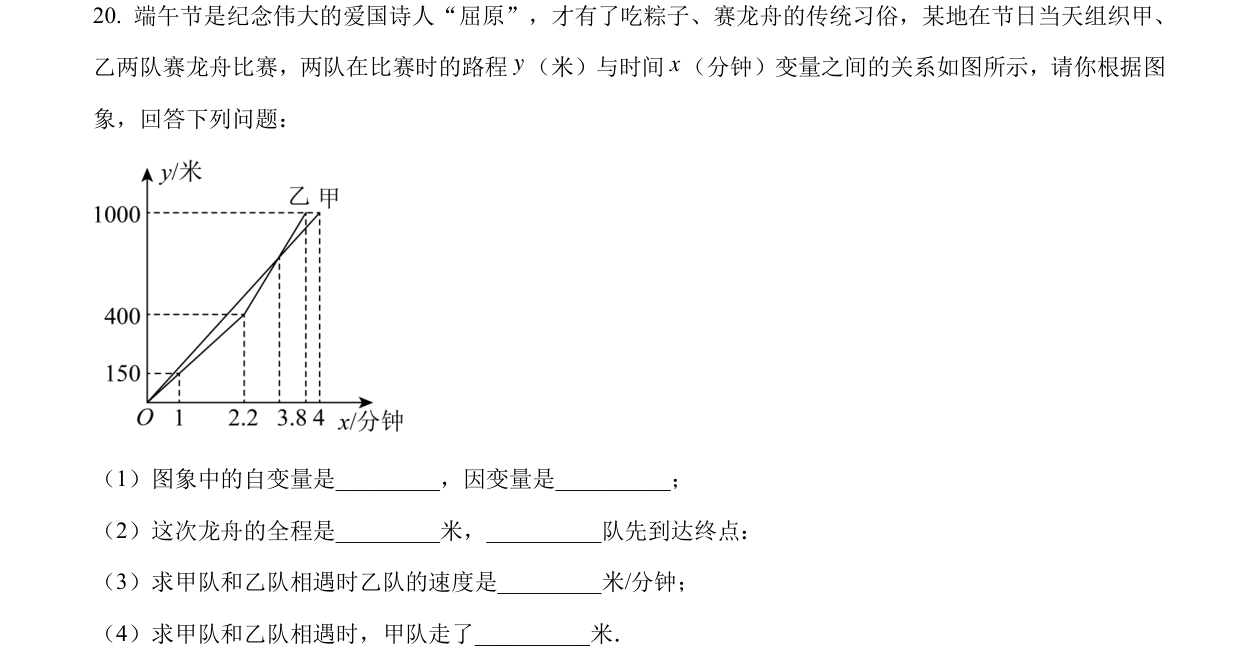 20. 端午节是纪念伟大的爱国诗人“屈原”，才有了吃粽子、赛龙舟的传统习俗，某地在节日当天组织甲、
乙两队赛龙舟比赛，两队在比赛时的路程 y（米）与时间 x（分钟）变量之间的关系如图所示，请你根据图
象，回答下列问题：
y/米
乙 甲
1000
400
150
O 1 2.2 3.8 4 x/分钟
（1）图象中的自变量是_________，因变量是__________；
（2）这次龙舟的全程是_________米，__________队先到达终点：
（3）求甲队和乙队相遇时乙队的速度是_________米/分钟；
（4）求甲队和乙队相遇时，甲队走了__________米．